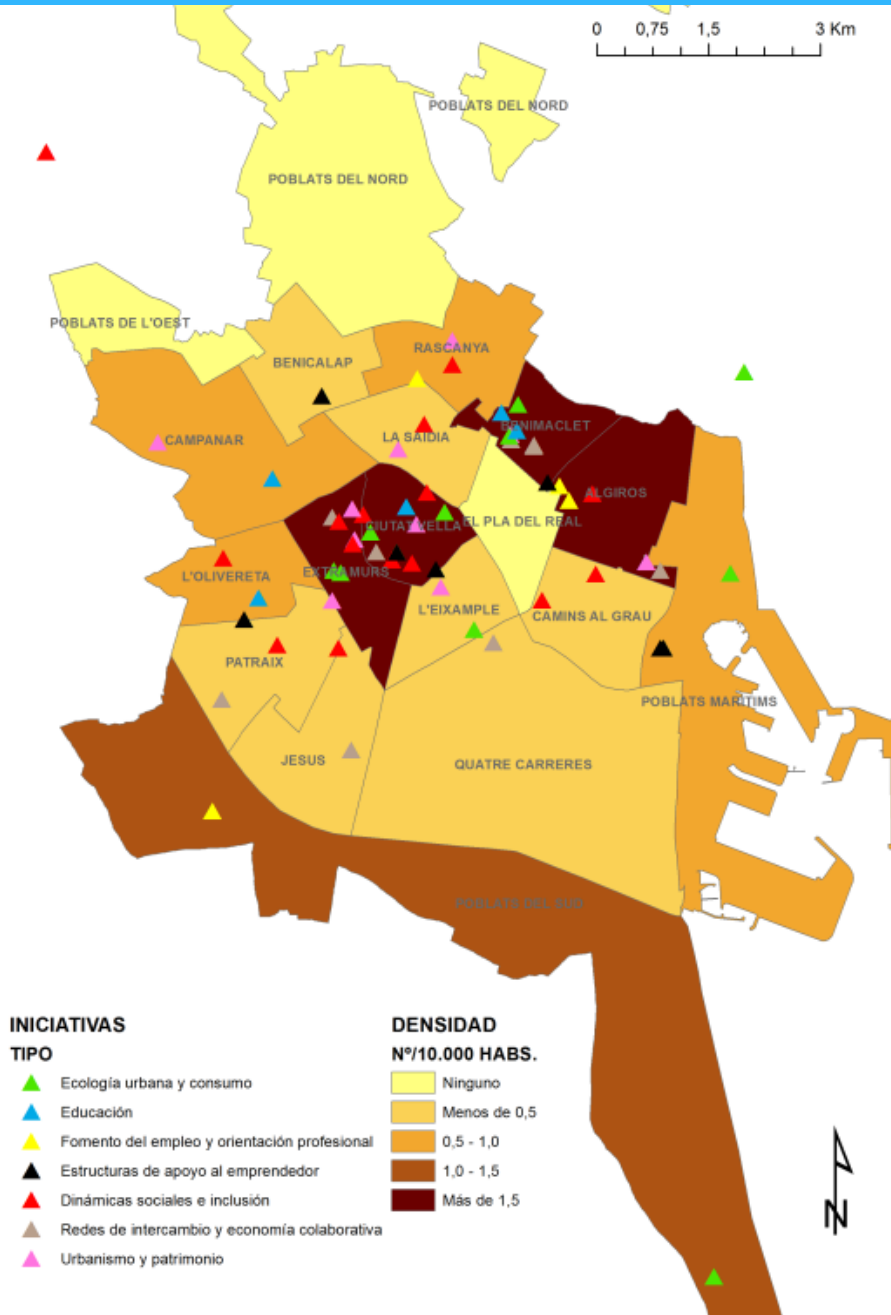 0 0,75 1,5 3 Km
POBLATS DEL NORD
POBLATS DEL NORD
POBLATS DE L'OEST
RASCANYA
BENICALAP
BENIMACLET
LA SAIDIA
CAMPANAR
ALGIROS
CIUTAT VELLA
EL PLA DEL REAL
EXTRAMURS
L'OLIVERETA
L'EIXAMPLE
CAMINS AL GRAU
PATRAIX
POBLATS MARITIMS
JESUS
QUATRE CARRERES
POBLATS DEL SUD
INICIATIVAS
TIPO
Ecología urbana y consumo
Educación
Fomento del empleo y orientación profesional
Estructuras de apoyo al emprendedor
Dinámicas sociales e inclusión
Redes de intercambio y economía colaborativa
Urbanismo y patrimonio
DENSIDAD
Nº/10.000 HABS.
Ninguno
Menos de 0,5
0,5 - 1,0
1,0 - 1,5
Más de 1,5
N